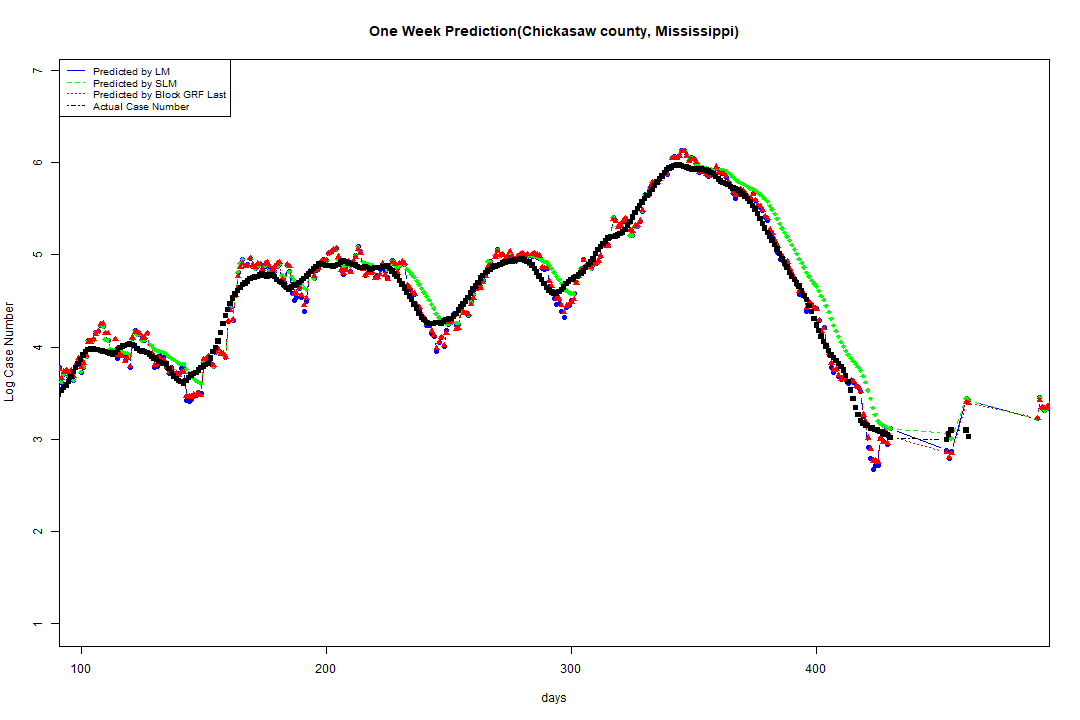 One Week Prediction(Chickasaw county, Mississippi)
Predicted by LM
Predicted by SLM
Predicted by Block GRF Last
Actual Case Number
Log Case Number
7
6
5
4
3
2
1
100 200 300 400
days